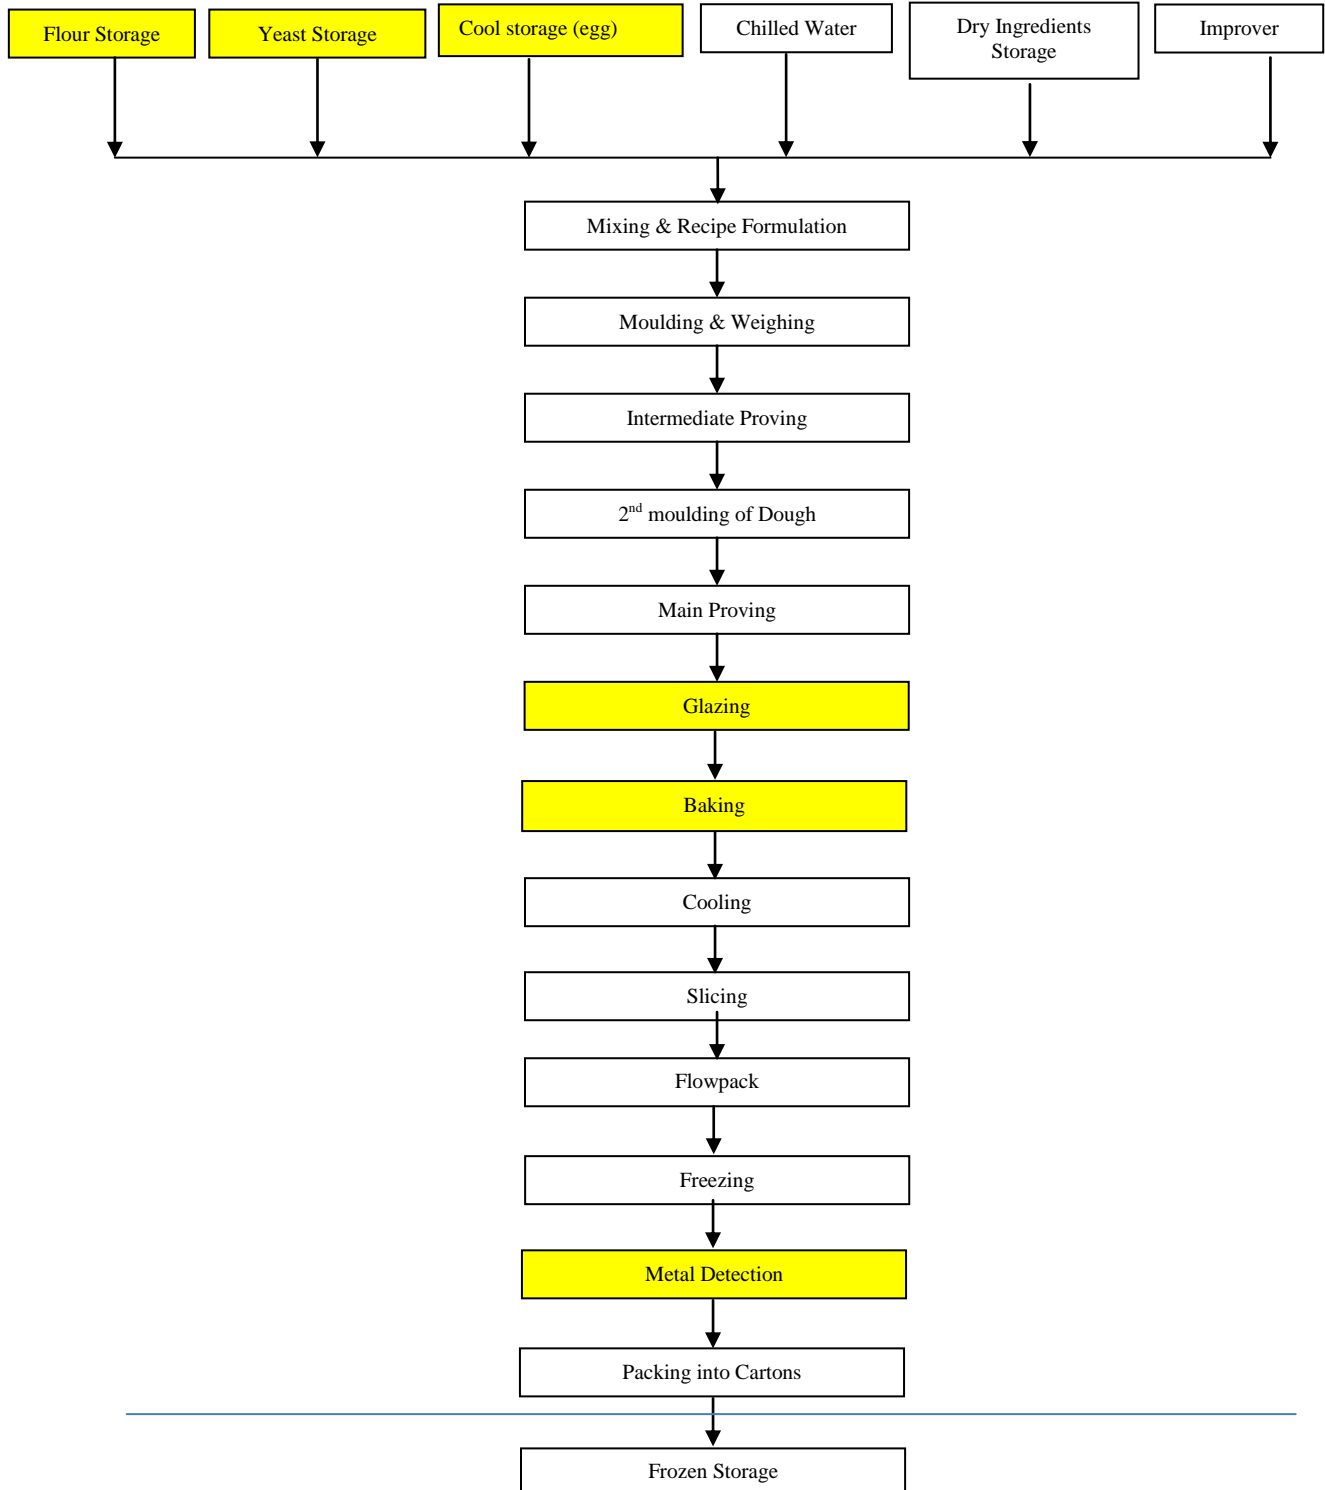 Flour Storage
Yeast Storage
Cool storage (egg)
Chilled Water
Dry Ingredients
Storage
Improver
Mixing & Recipe Formulation
Moulding & Weighing
Intermediate Proving
2nd moulding of Dough
Main Proving
Glazing
Baking
Cooling
Slicing
Flowpack
Freezing
Metal Detection
Packing into Cartons
Frozen Storage